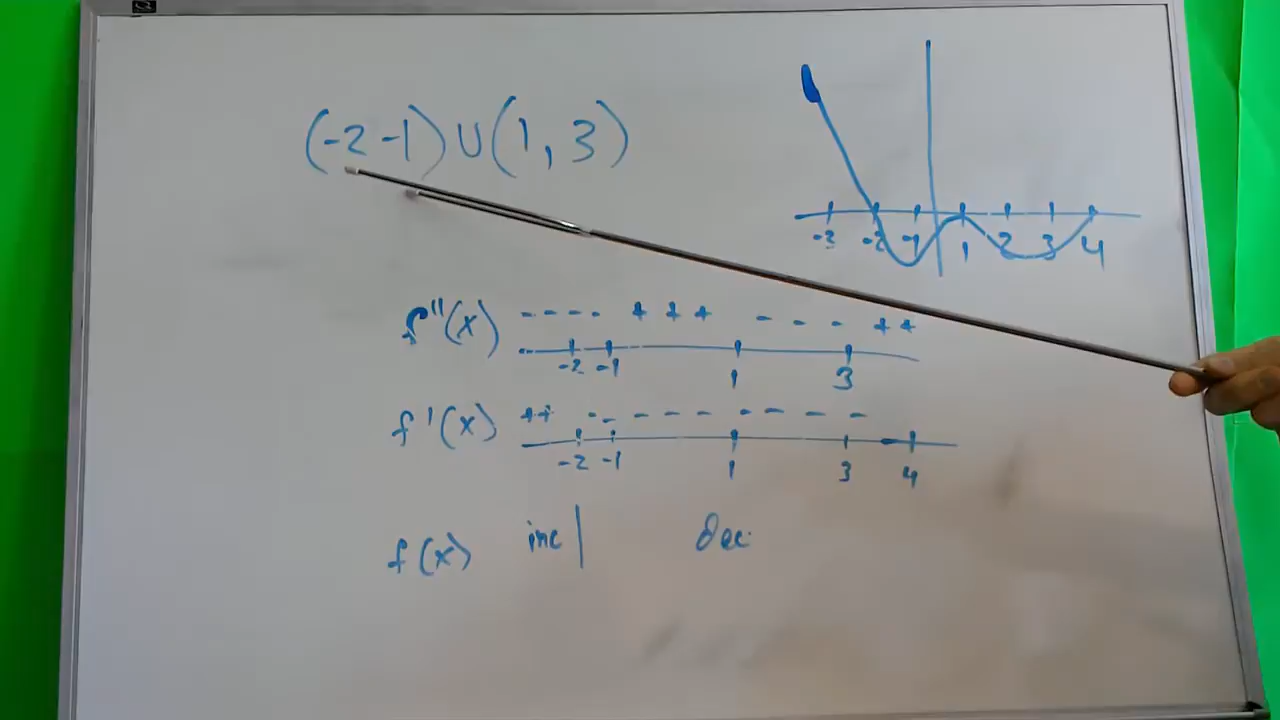 (-2 -1) ∪ (1, 3)
-3 -2 -1 1 2 3 4
f''(x) - - - - + + + - - - + +
-2 -1 1 3
f'(x) + + - - - - - - - - -
-2 -1 1 3 4
f(x) inc | dec